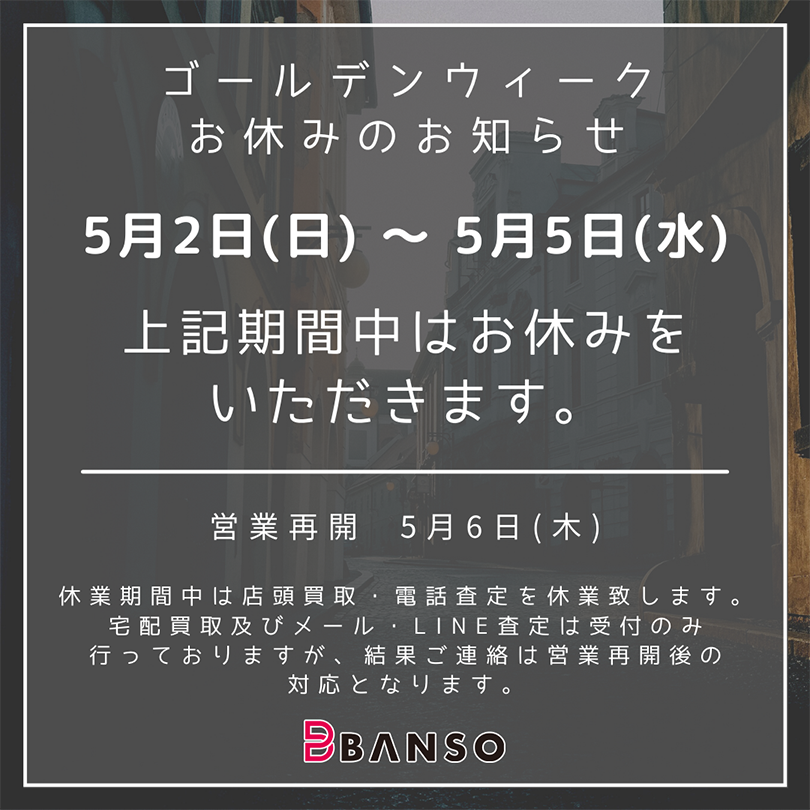 ゴールデンウィーク
お休みのお知らせ
5月2日(日) 〜 5月5日(水)
上記期間中はお休みを
いただきます。
営業再開　5月6日(木)
休業期間中は店頭買取・電話査定を休業致します。
宅配買取及びメール・LINE査定は受付のみ
行っておりますが、結果ご連絡は営業再開後の
対応となります。
BANSO